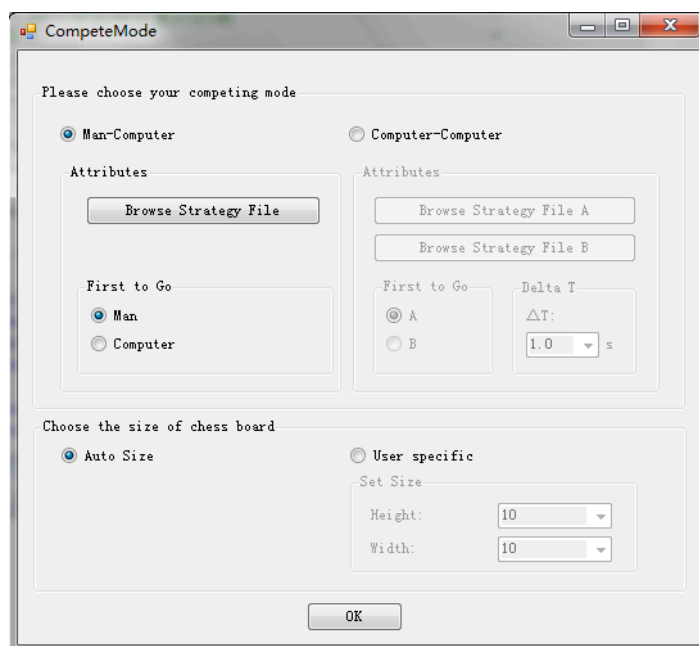 CompeteMode
Please choose your competing mode
Man-Computer
Computer-Computer
Attributes
Browse Strategy File
First to Go
Man
Computer
Attributes
Browse Strategy File A
Browse Strategy File B
First to Go
A
B
Delta T
△T:
1.0 s
Choose the size of chess board
Auto Size
User specific
Set Size
Height: 10
Width: 10
OK